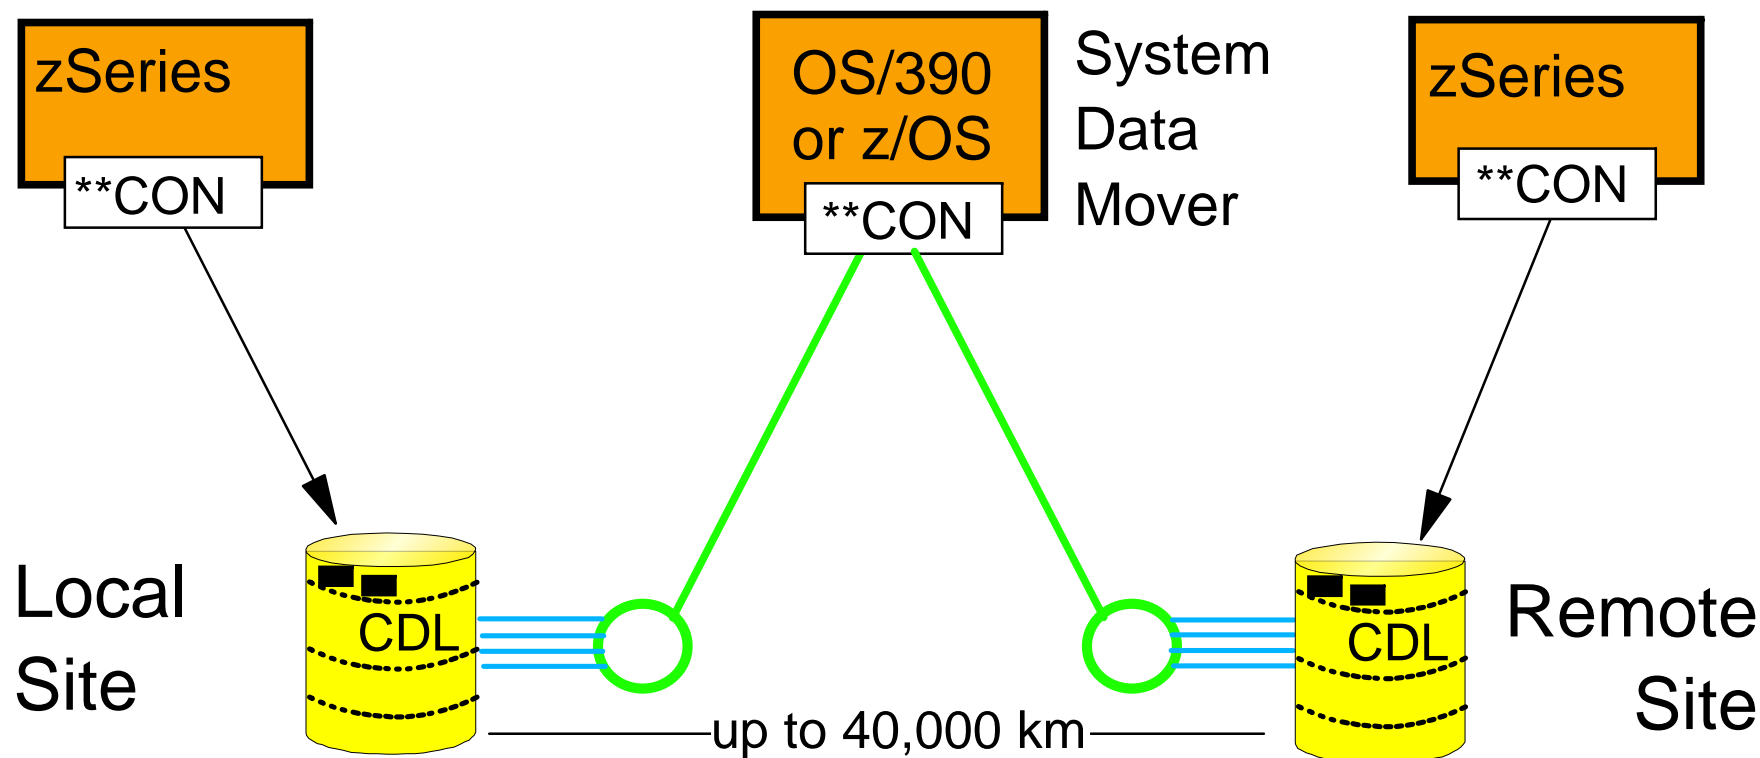 zSeries
**CON
OS/390
or z/OS
**CON
System
Data
Mover
zSeries
**CON
Local
Site
CDL
CDL
Remote
Site
up to 40,000 km